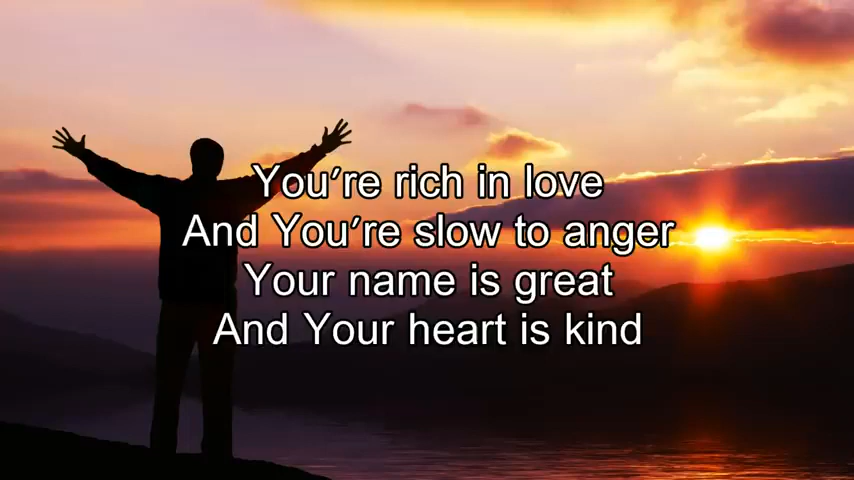 You’re rich in love
And You’re slow to anger
Your name is great
And Your heart is kind